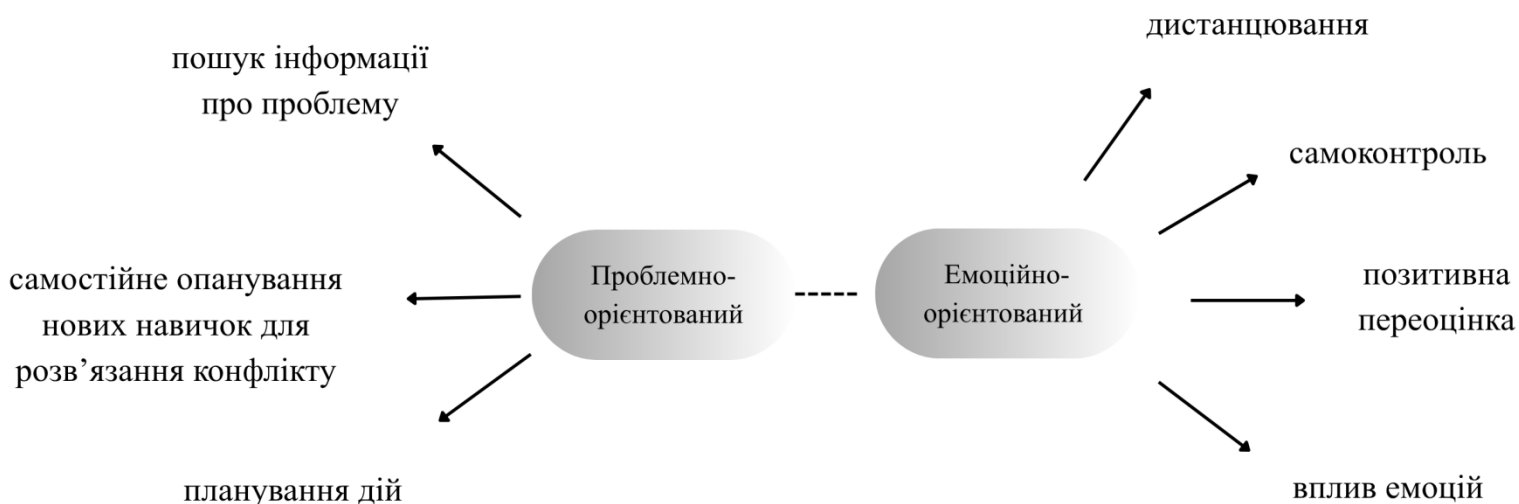 пошук інформації
про проблему
самостійне опанування
нових навичок для
розв’язання конфлікту
планування дій
Проблемно-
орієнтований
Емоційно-
орієнтований
дистанцювання
самоконтроль
позитивна
переоцінка
вплив емоцій